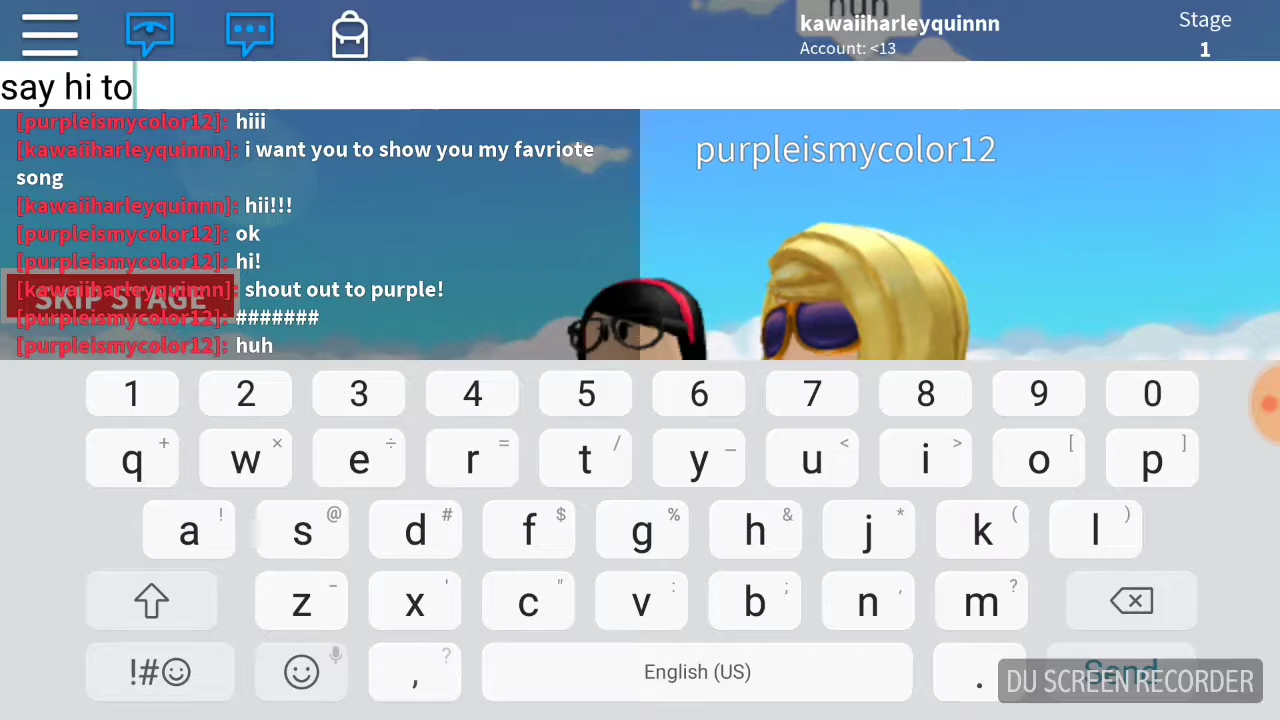 huh
kawaiiharleyquinnn
Account: <13
Stage
1
say hi to
[purpleismycolor12]: hiii
[kawaiiharleyquinnn]: i want you to show you my favriote
song
[kawaiiharleyquinnn]: hii!!!
[purpleismycolor12]: ok
[purpleismycolor12]: hi!
[kawaiiharleyquinnn]: shout out to purple!
SKIP STAGE
[purpleismycolor12]: #######
[purpleismycolor12]: huh
purpleismycolor12
1 2 3 4 5 6 7 8 9 0
q + w × e ÷ r = t / y _ u < i > o [ p ]
a ! s @ d # f $ g % h & j * k ( l )
z - x ' c " v : b ; n , m ?
!#☺ , ? English (US) . Send
DU SCREEN RECORDER